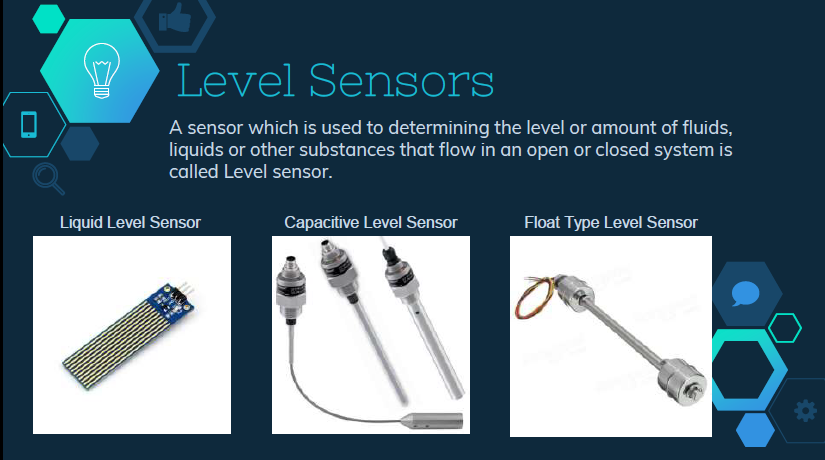 Level Sensors
A sensor which is used to determining the level or amount of fluids,
liquids or other substances that flow in an open or closed system is
called Level sensor.
Liquid Level Sensor
Capacitive Level Sensor
Float Type Level Sensor